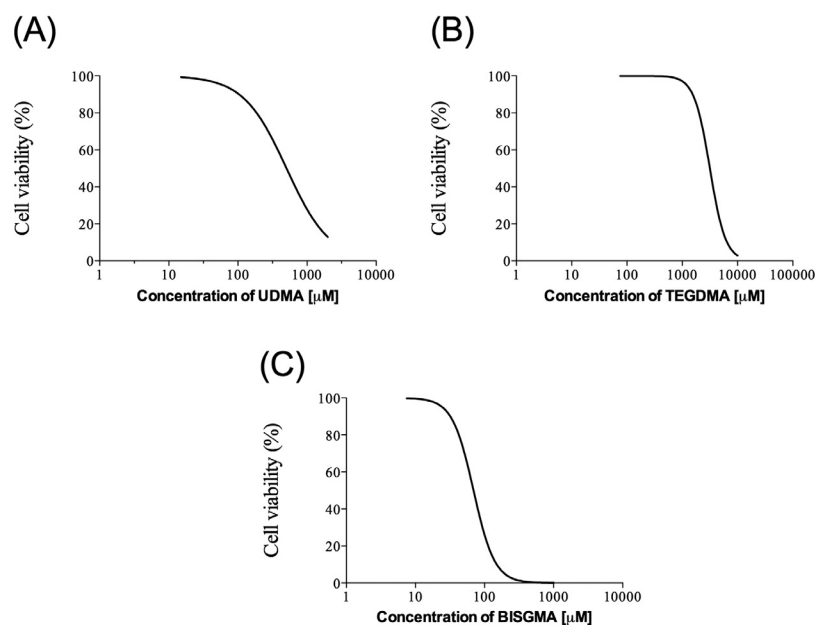 (A)
100
80
60
40
20
0
Cell viability (%)
1 10 100 1000 10000
Concentration of UDMA [µM]
(B)
100
80
60
40
20
0
Cell viability (%)
1 10 100 1000 10000 100000
Concentration of TEGDMA [µM]
(C)
100
80
60
40
20
0
Cell viability (%)
1 10 100 1000 10000
Concentration of BISGMA [µM]